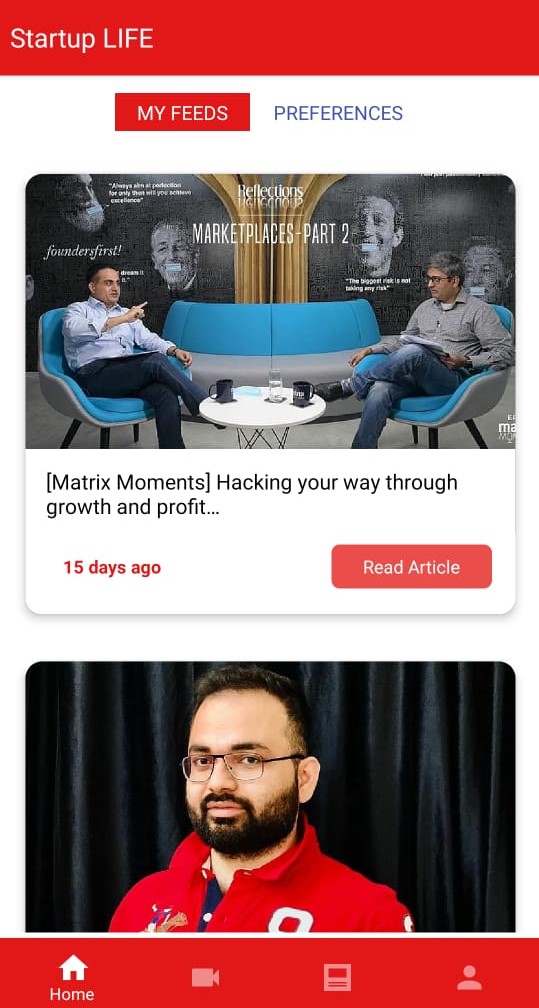 Startup LIFE
MY FEEDS PREFERENCES
"Always aim at perfection
for only then will you achieve
excellence"
Reflections
MARKETPLACES-PART 2
foundersfirst!
dream it
"The biggest risk is not
taking any risk"
[Matrix Moments] Hacking your way through
growth and profit…
15 days ago
Read Article
Home